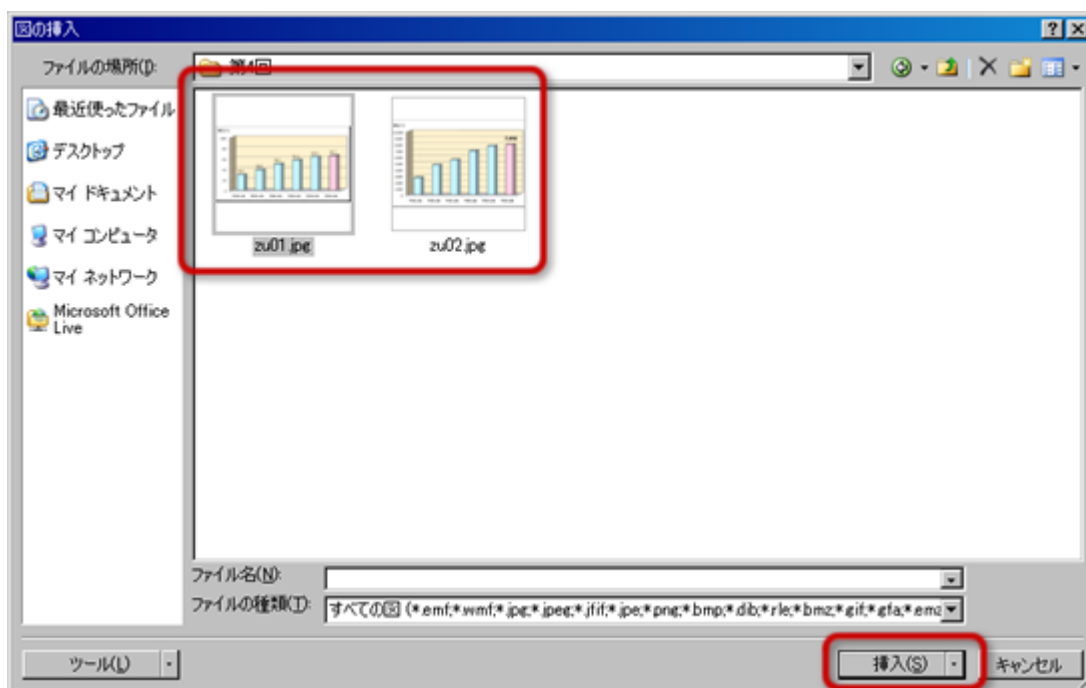 図の挿入
ファイルの場所(I):
第4回
最近使ったファイル
デスクトップ
マイ ドキュメント
マイ コンピュータ
マイ ネットワーク
Microsoft Office
Live
zu01.jpg
zu02.jpg
ファイル名(N):
ファイルの種類(T):
すべての図 (*.emf;*.wmf;*.jpg;*.jpeg;*.jfif;*.jpe;*.png;*.bmp;*.dib;*.rle;*.bmz;*.gif;*.gfa;*.emz
ツール(L)
挿入(S)
キャンセル